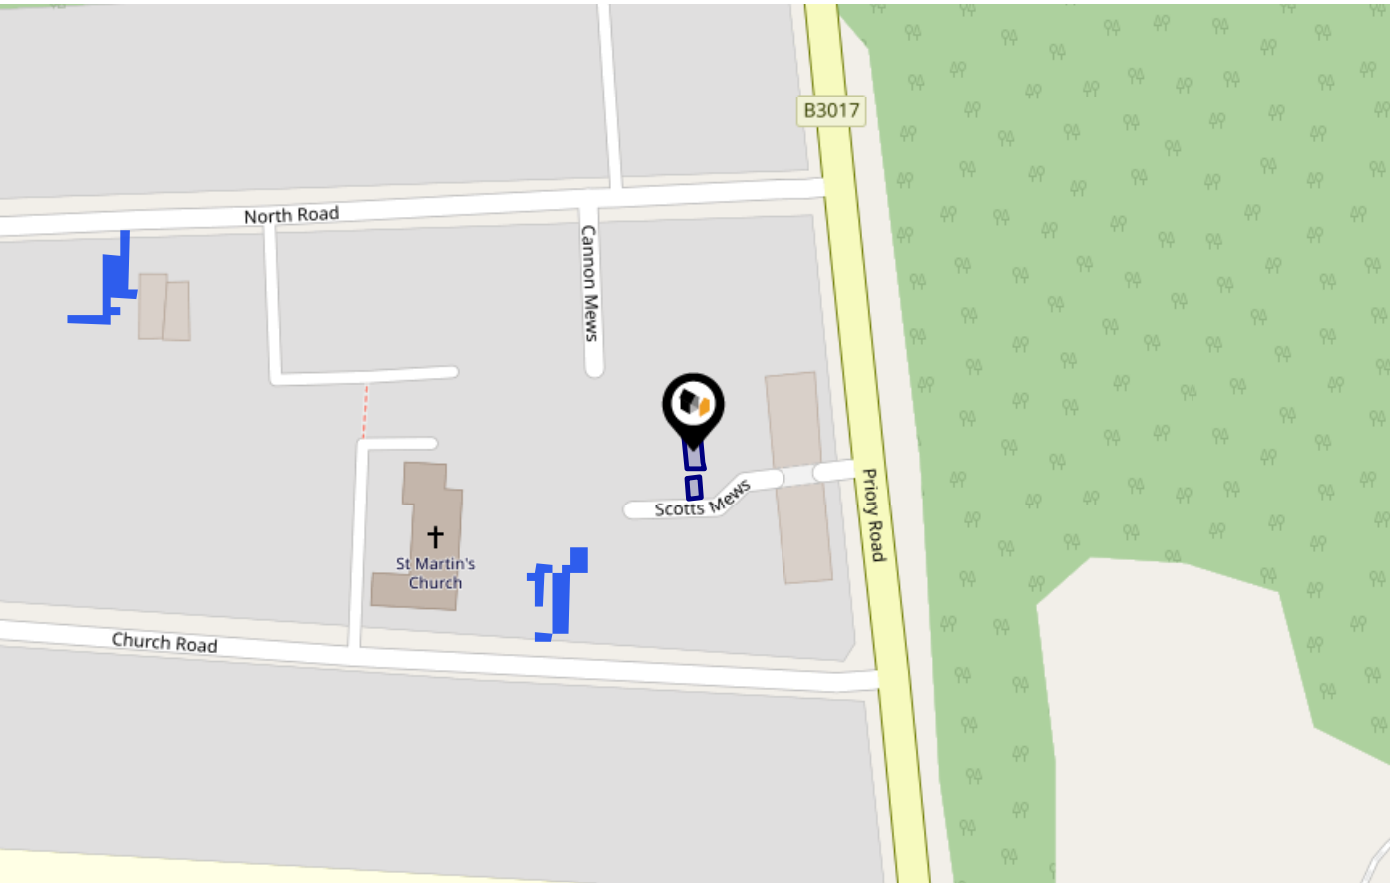 B3017
North Road
Cannon Mews
Scotts Mews
Priory Road
St Martin's
Church
Church Road